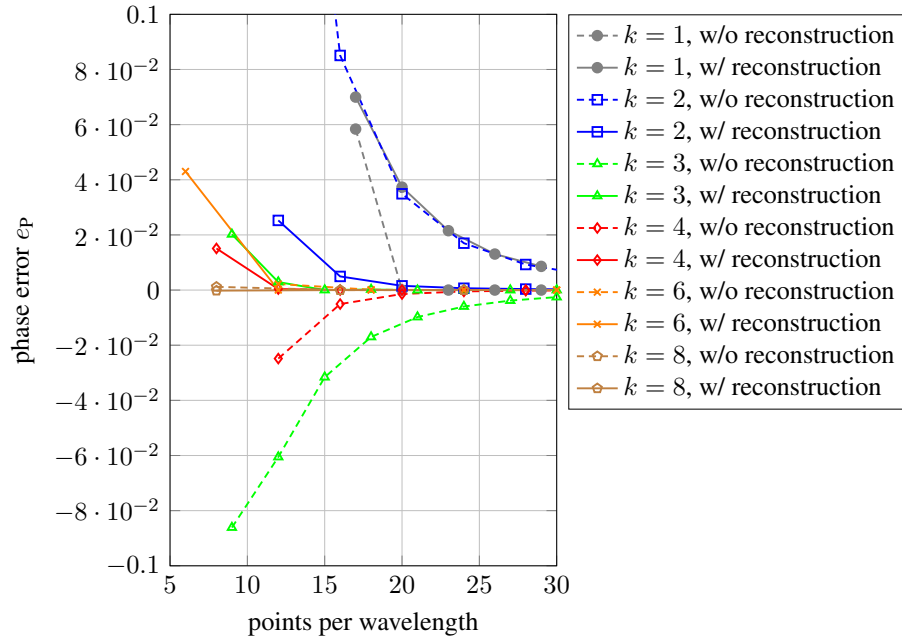 phase error e_P
0.1
8 · 10⁻²
6 · 10⁻²
4 · 10⁻²
2 · 10⁻²
0
−2 · 10⁻²
−4 · 10⁻²
−6 · 10⁻²
−8 · 10⁻²
−0.1
5 10 15 20 25 30
points per wavelength
k = 1, w/o reconstruction
k = 1, w/ reconstruction
k = 2, w/o reconstruction
k = 2, w/ reconstruction
k = 3, w/o reconstruction
k = 3, w/ reconstruction
k = 4, w/o reconstruction
k = 4, w/ reconstruction
k = 6, w/o reconstruction
k = 6, w/ reconstruction
k = 8, w/o reconstruction
k = 8, w/ reconstruction